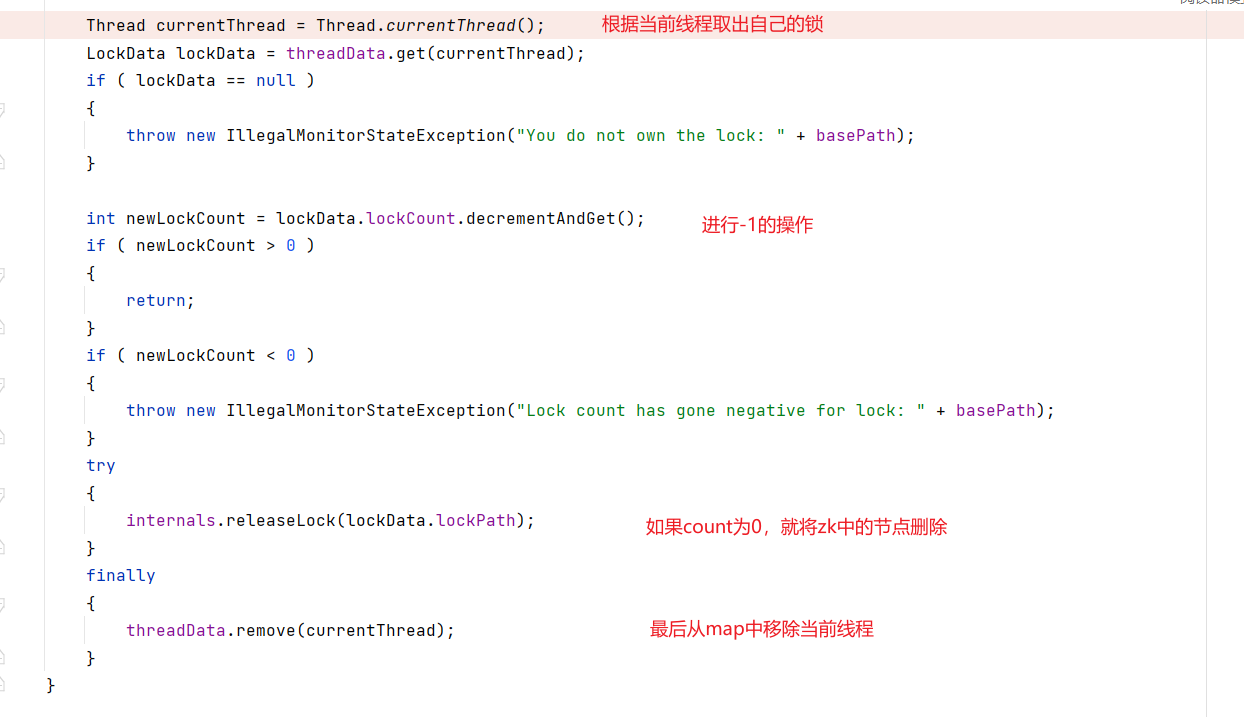 Thread currentThread = Thread.currentThread(); 根据当前线程取出自己的锁
LockData lockData = threadData.get(currentThread);
if ( lockData == null )
{
throw new IllegalMonitorStateException("You do not own the lock: " + basePath);
}
int newLockCount = lockData.lockCount.decrementAndGet(); 进行-1的操作
if ( newLockCount > 0 )
{
return;
}
if ( newLockCount < 0 )
{
throw new IllegalMonitorStateException("Lock count has gone negative for lock: " + basePath);
}
try
{
internals.releaseLock(lockData.lockPath); 如果count为0，就将zk中的节点删除
}
finally
{
threadData.remove(currentThread); 最后从map中移除当前线程
}
}